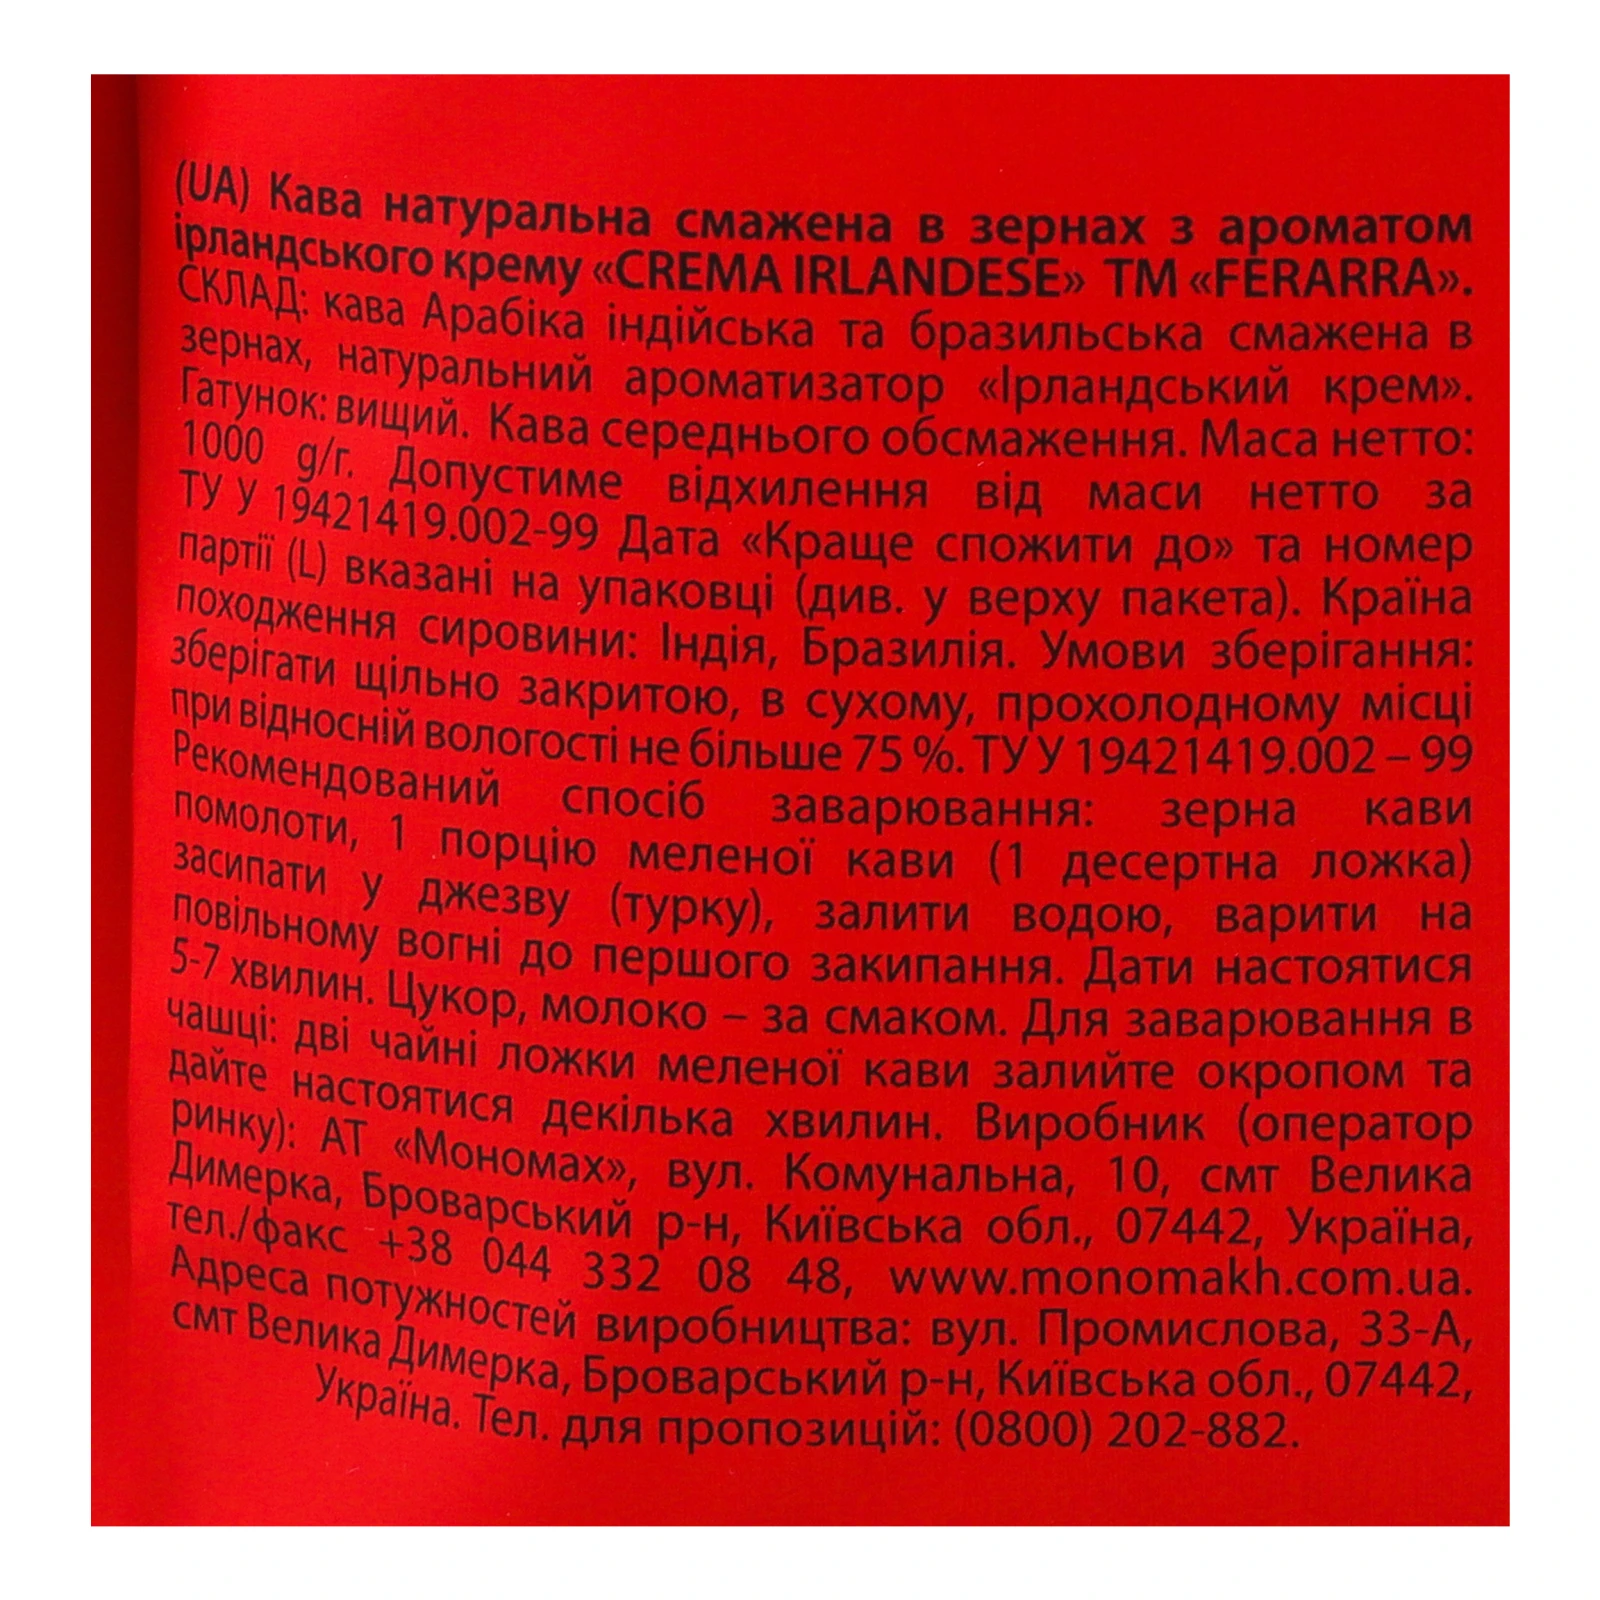 (UA) Кава натуральна смажена в зернах з ароматом
ірландського крему «CREMA IRLANDESE» ТМ «FERARRA».
СКЛАД: кава Арабіка індійська та бразильська смажена в
зернах, натуральний ароматизатор «Ірландський крем».
Гатунок: вищий. Кава середнього обсмаження. Маса нетто:
1000 g/г. Допустиме відхилення від маси нетто за
ТУ У 19421419.002-99 Дата «Краще спожити до» та номер
партії (L) вказані на упаковці (див. у верху пакета). Країна
походження сировини: Індія, Бразилія. Умови зберігання:
зберігати щільно закритою, в сухому, прохолодному місці
при відносній вологості не більше 75 %. ТУ У 19421419.002 – 99
Рекомендований спосіб заварювання: зерна кави
помолоти, 1 порцію меленої кави (1 десертна ложка)
засипати у джезву (турку), залити водою, варити на
повільному вогні до першого закипання. Дати настоятися
5-7 хвилин. Цукор, молоко – за смаком. Для заварювання в
чашці: дві чайні ложки меленої кави залийте окропом та
дайте настоятися декілька хвилин. Виробник (оператор
ринку): АТ «Мономах», вул. Комунальна, 10, смт Велика
Димерка, Броварський р-н, Київська обл., 07442, Україна,
тел./факс +38 044 332 08 48, www.monomakh.com.ua.
Адреса потужностей виробництва: вул. Промислова, 33-А,
смт Велика Димерка, Броварський р-н, Київська обл., 07442,
Україна. Тел. для пропозицій: (0800) 202-882.